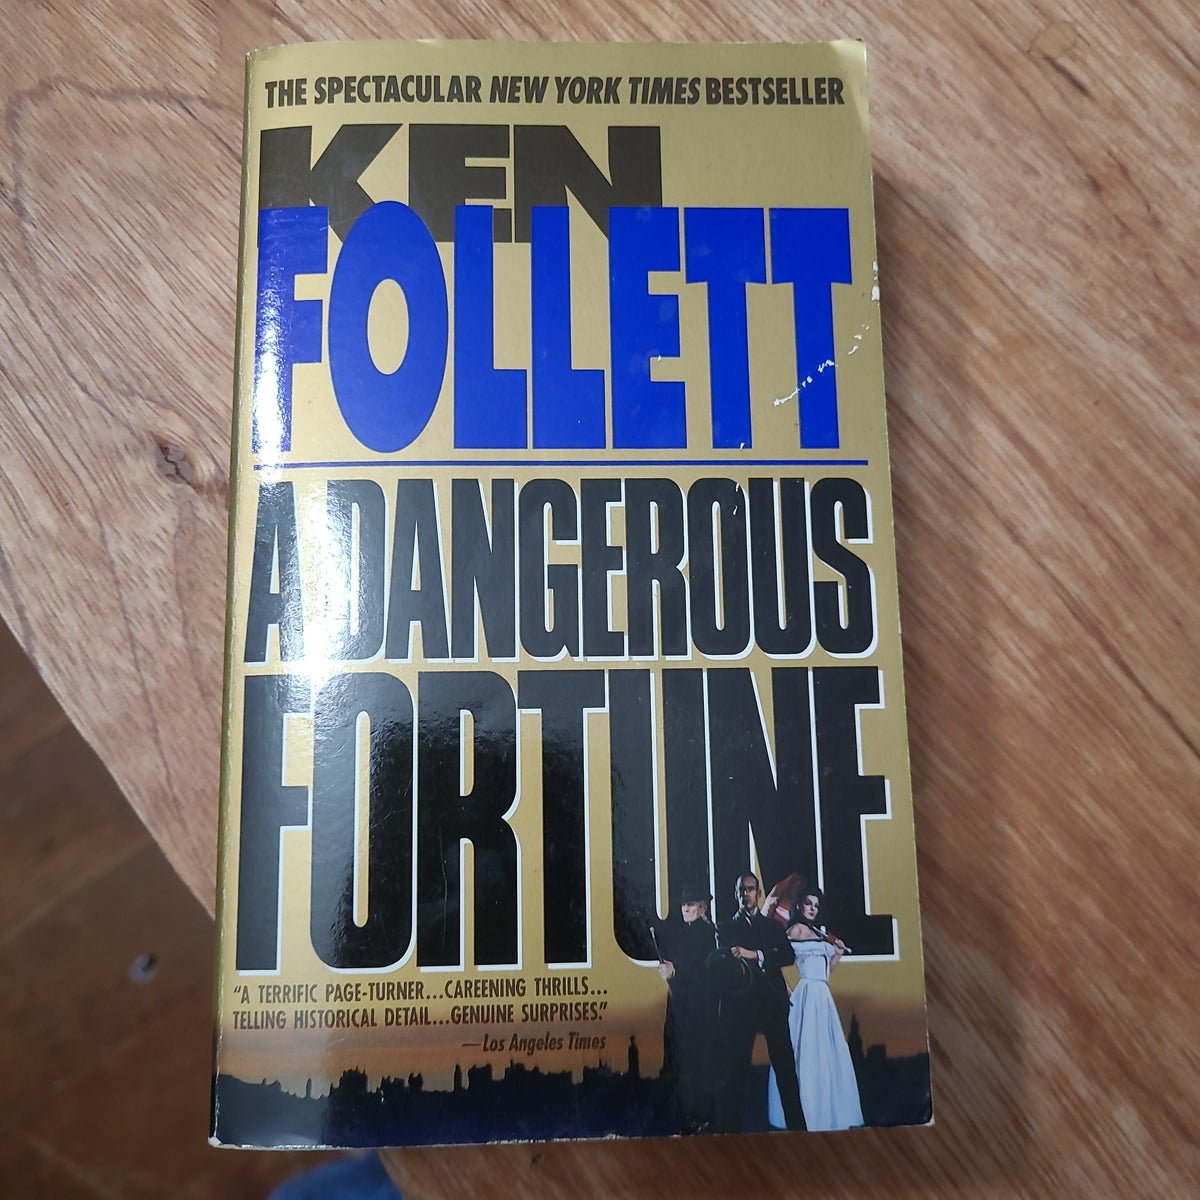 THE SPECTACULAR NEW YORK TIMES BESTSELLER
KEN
FOLLETT
A DANGEROUS
FORTUNE
“A TERRIFIC PAGE-TURNER...CAREENING THRILLS...
TELLING HISTORICAL DETAIL...GENUINE SURPRISES.”
—Los Angeles Times